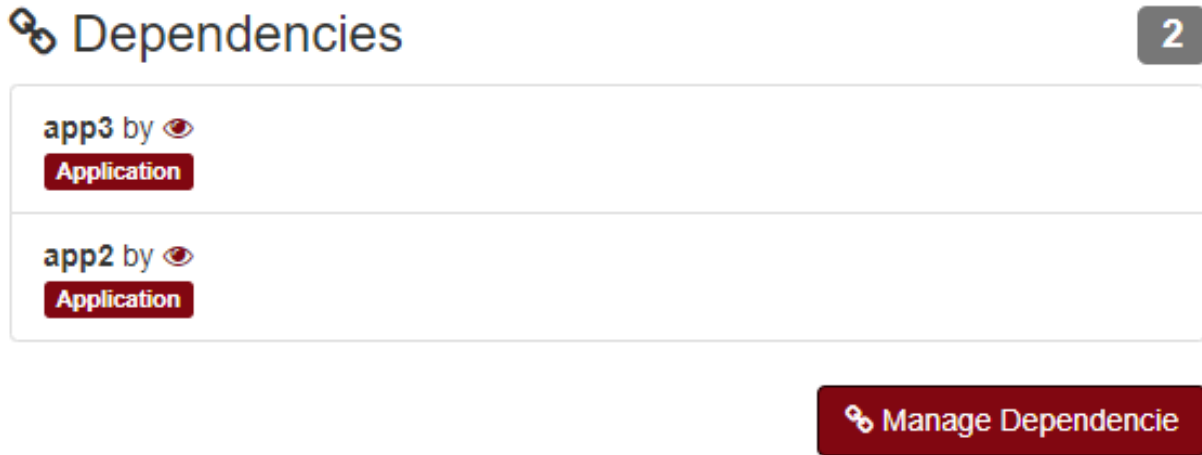 Dependencies 2
app3 by
Application
app2 by
Application
Manage Dependencie